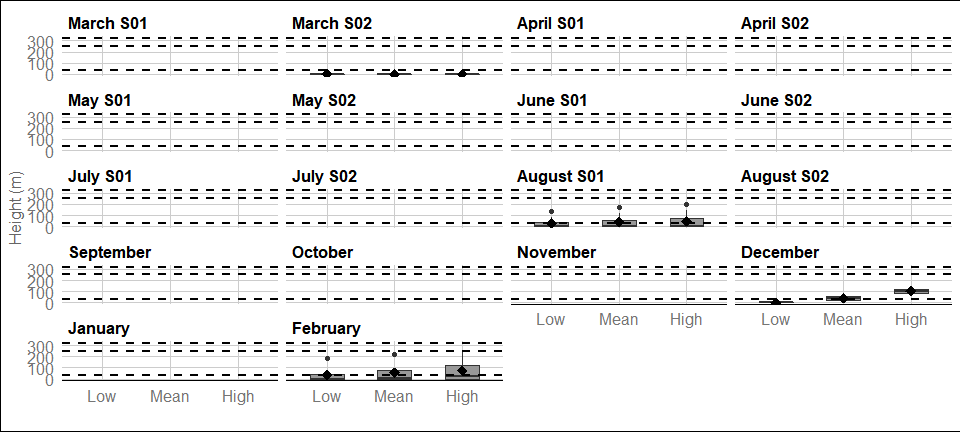 March S01 March S02 April S01 April S02
300
200
100
0
May S01 May S02 June S01 June S02
300
200
100
0
July S01 July S02 August S01 August S02
300
200
100
0
Height (m)
September October November December
300
200
100
0
Low Mean High Low Mean High
January February
300
200
100
0
Low Mean High Low Mean High